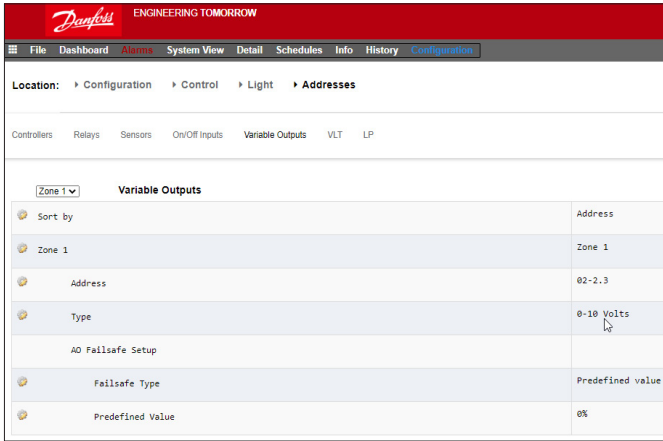 Danfoss ENGINEERING TOMORROW
File Dashboard Alarms System View Detail Schedules Info History Configuration
Location: Configuration Control Light Addresses
Controllers Relays Sensors On/Off Inputs Variable Outputs VLT LP
Zone 1 Variable Outputs
Sort by Address
Zone 1 Zone 1
Address 02-2.3
Type 0-10 Volts
AO Failsafe Setup
Failsafe Type Predefined value
Predefined Value 0%